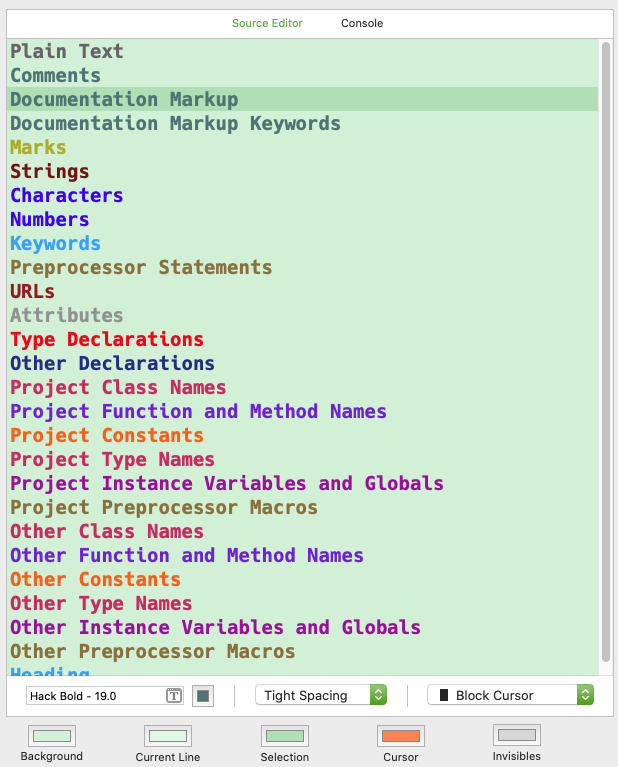 Source Editor Console
Plain Text
Comments
Documentation Markup
Documentation Markup Keywords
Marks
Strings
Characters
Numbers
Keywords
Preprocessor Statements
URLs
Attributes
Type Declarations
Other Declarations
Project Class Names
Project Function and Method Names
Project Constants
Project Type Names
Project Instance Variables and Globals
Project Preprocessor Macros
Other Class Names
Other Function and Method Names
Other Constants
Other Type Names
Other Instance Variables and Globals
Other Preprocessor Macros
Heading
Hack Bold - 19.0 T Tight Spacing Block Cursor
Background Current Line Selection Cursor Invisibles